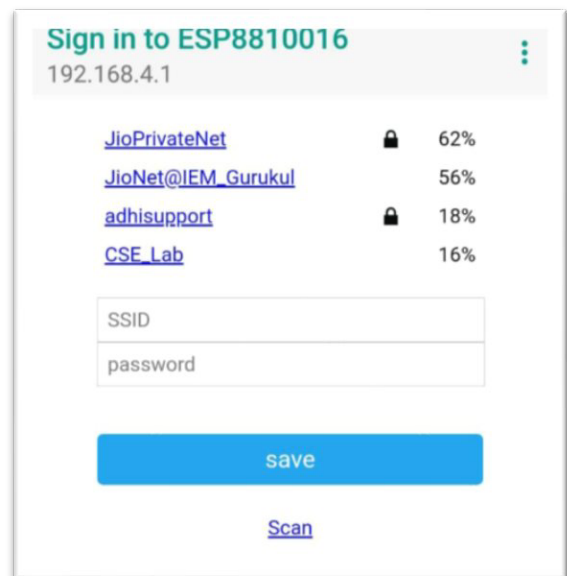 Sign in to ESP8810016
192.168.4.1
JioPrivateNet 62%
JioNet@IEM_Gurukul 56%
adhisupport 18%
CSE_Lab 16%
SSID
password
save
Scan